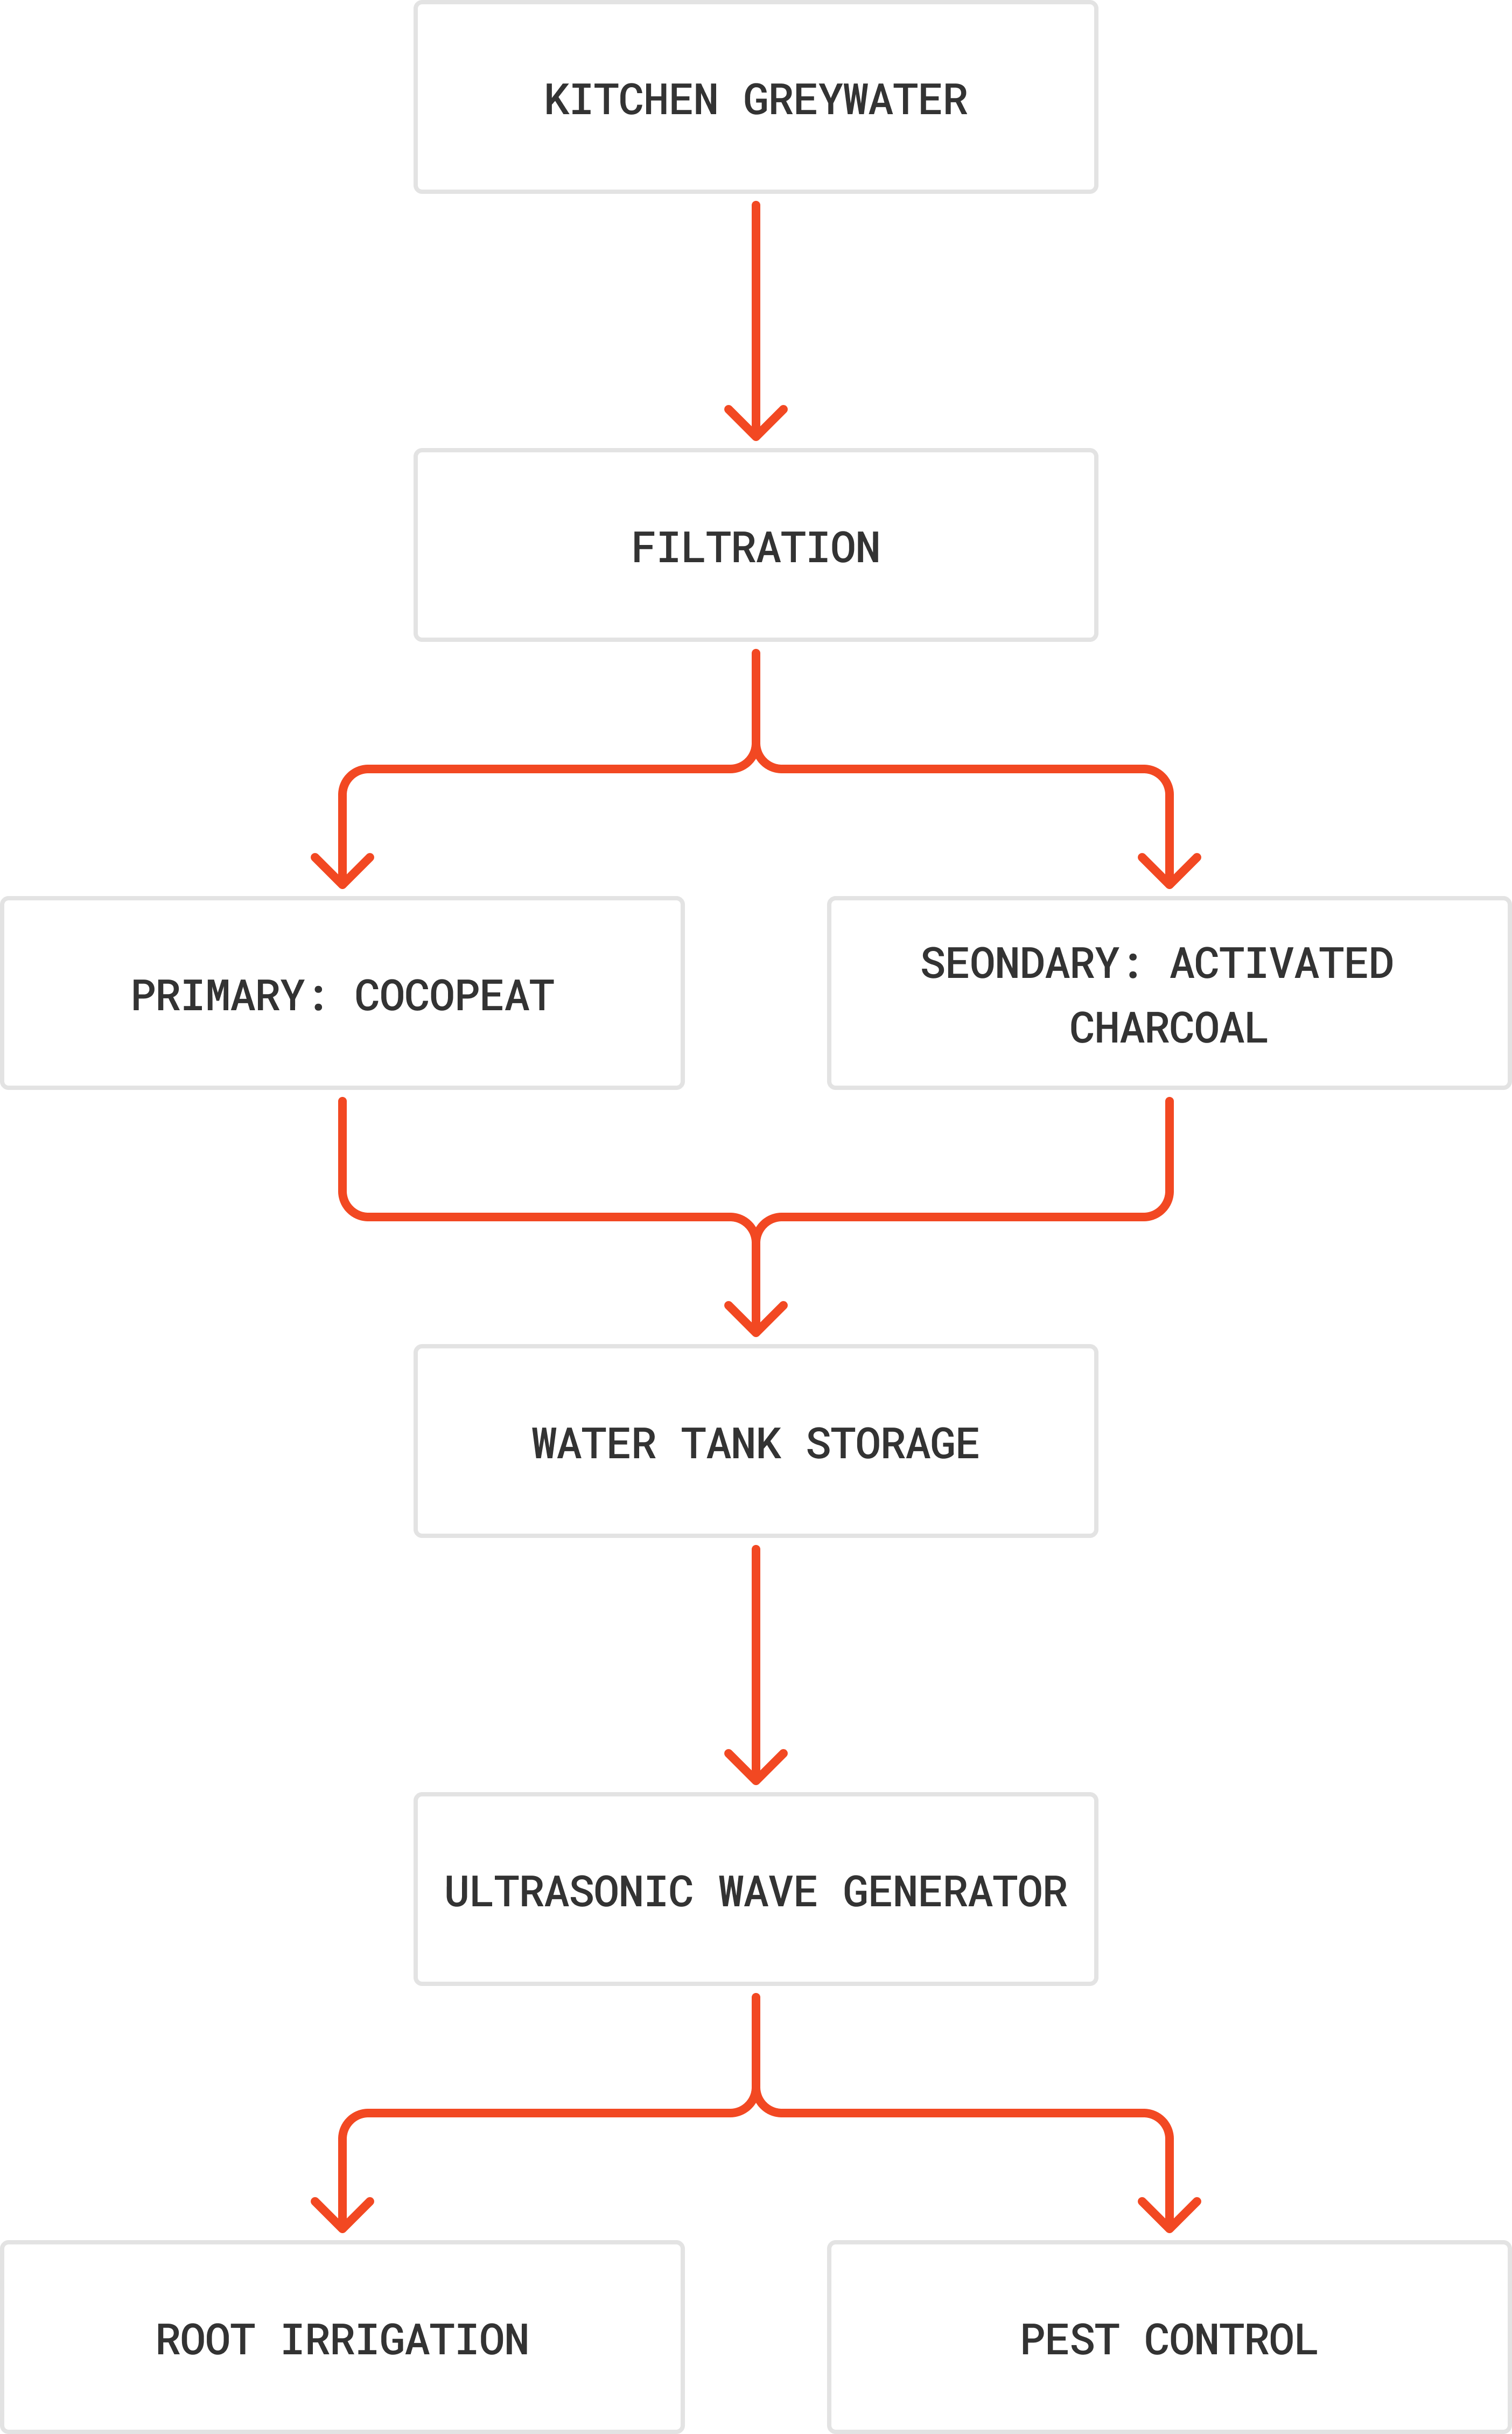 KITCHEN GREYWATER
FILTRATION
PRIMARY: COCOPEAT
SEONDARY: ACTIVATED
CHARCOAL
WATER TANK STORAGE
ULTRASONIC WAVE GENERATOR
ROOT IRRIGATION
PEST CONTROL